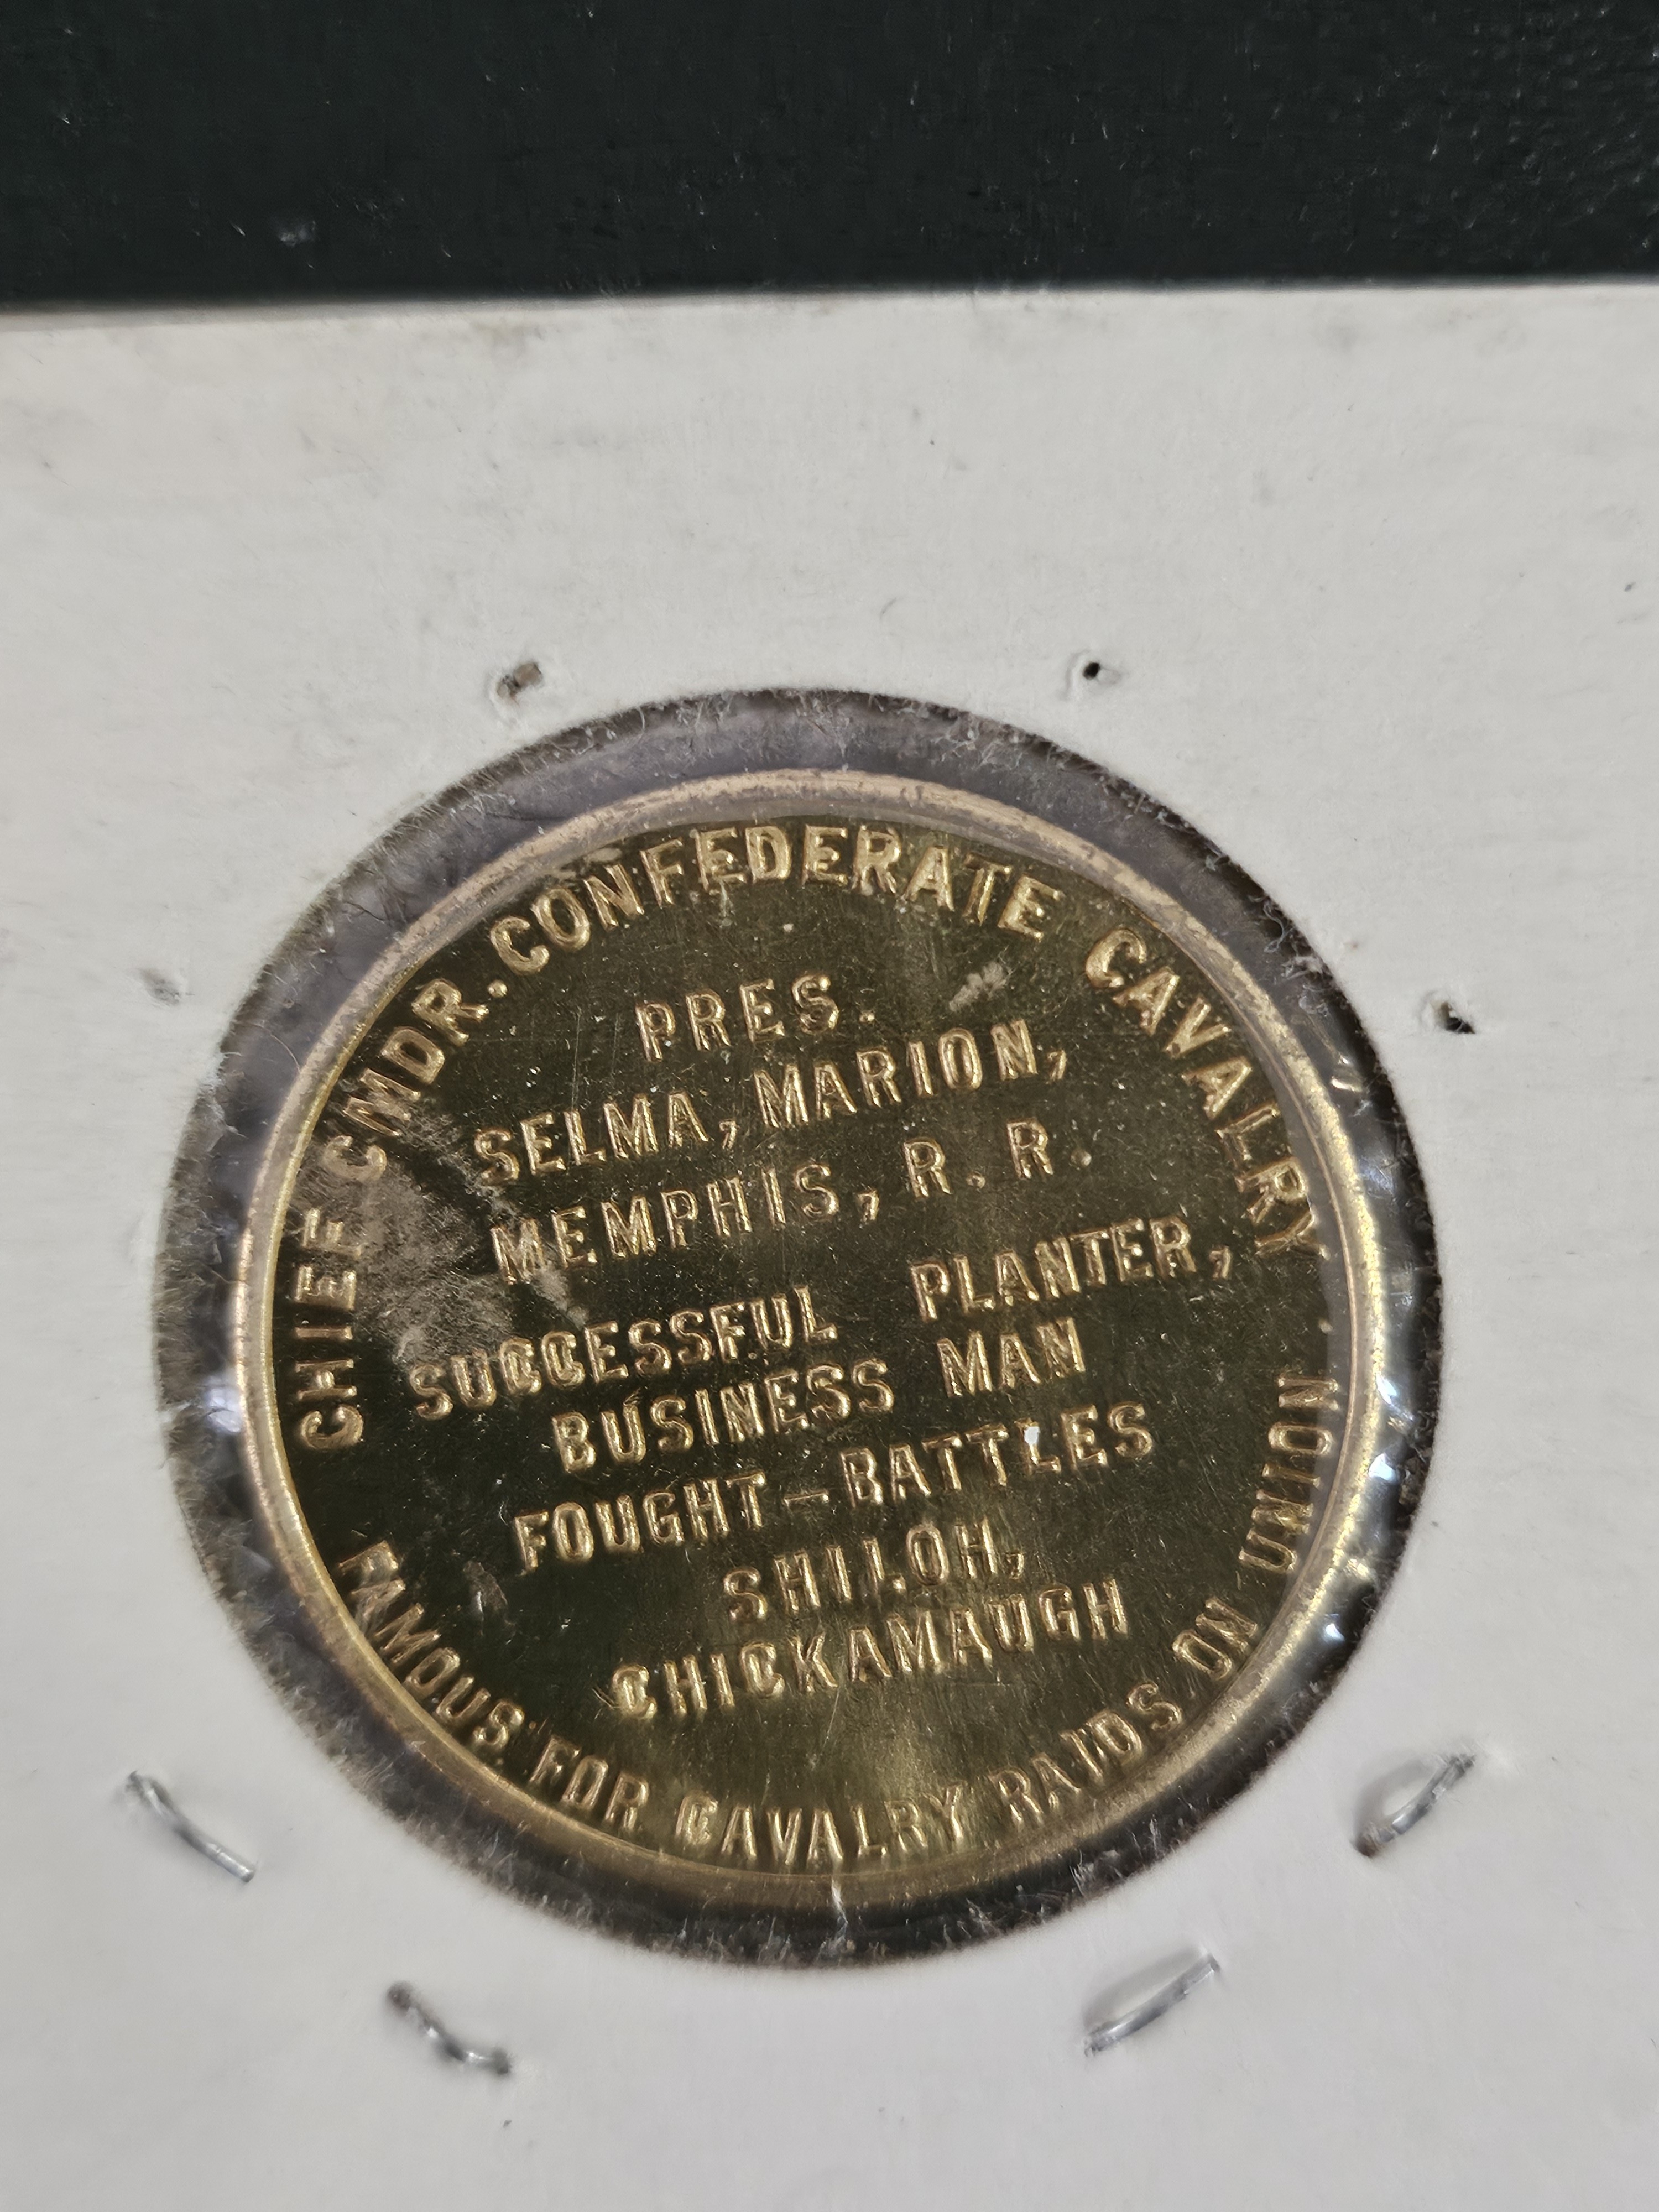 CHIEF CMDR. CONFEDERATE CAVALRY.
PRES.
SELMA, MARION,
MEMPHIS, R. R.
SUCCESSFUL PLANTER,
BUSINESS MAN
FOUGHT - BATTLES
SHILOH,
CHICKAMAUGH
FAMOUS FOR CAVALRY RAIDS ON UNION